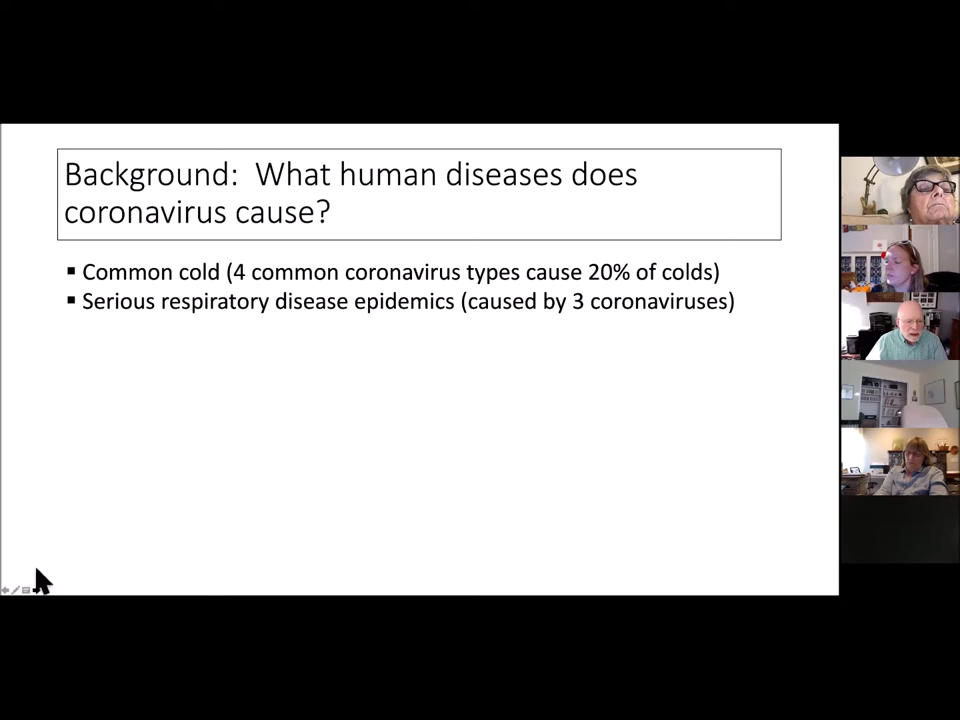 Background:  What human diseases does
coronavirus cause?
▪ Common cold (4 common coronavirus types cause 20% of colds)
▪ Serious respiratory disease epidemics (caused by 3 coronaviruses)